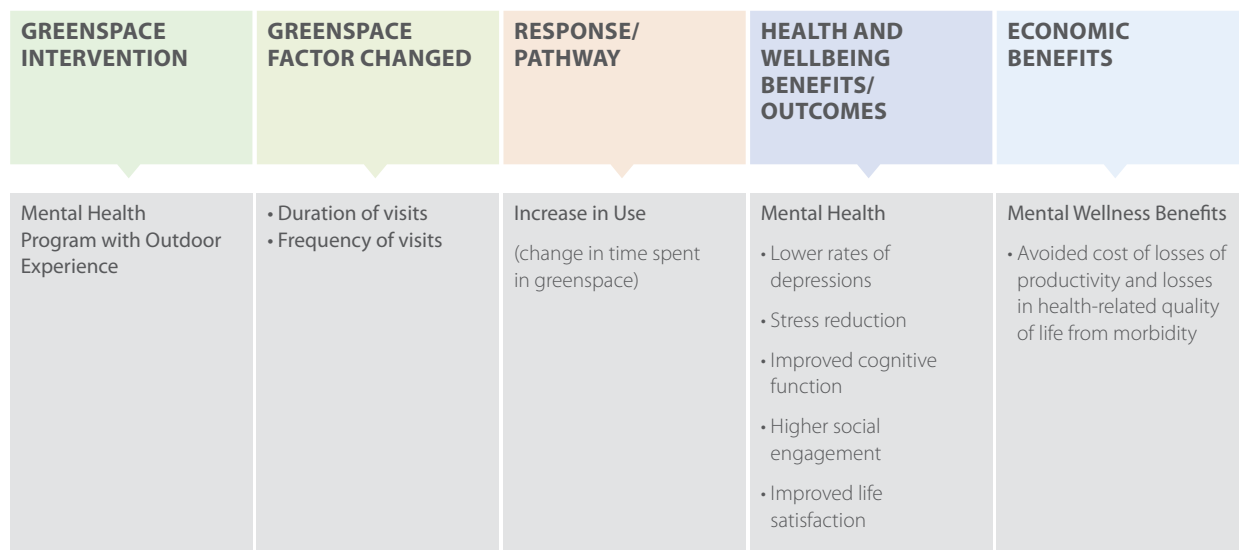 GREENSPACE
INTERVENTION
GREENSPACE
FACTOR CHANGED
RESPONSE/
PATHWAY
HEALTH AND
WELLBEING
BENEFITS/
OUTCOMES
ECONOMIC
BENEFITS
Mental Health
Program with Outdoor
Experience
• Duration of visits
• Frequency of visits
Increase in Use
(change in time spent
in greenspace)
Mental Health
• Lower rates of
depressions
• Stress reduction
• Improved cognitive
function
• Higher social
engagement
• Improved life
satisfaction
Mental Wellness Benefits
• Avoided cost of losses of
productivity and losses
in health-related quality
of life from morbidity